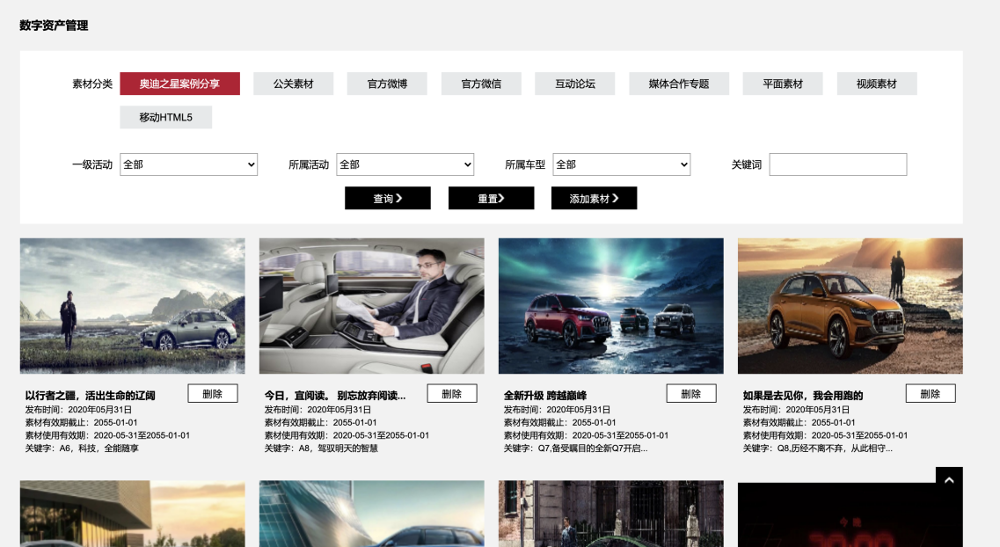 数字资产管理
素材分类 奥迪之星案例分享 公关素材 官方微博 官方微信 互动论坛 媒体合作专题 平面素材 视频素材
移动HTML5
一级活动 全部 所属活动 全部 所属车型 全部 关键词
查询 重置 添加素材
以行者之疆，活出生命的辽阔 删除
发布时间：2020年05月31日
素材有效期截止：2055-01-01
素材使用有效期：2020-05-31至2055-01-01
关键字：A6，科技，全能随享
今日，宜阅读。 别忘放弃阅读... 删除
发布时间：2020年05月31日
素材有效期截止：2055-01-01
素材使用有效期：2020-05-31至2055-01-01
关键字：A8，驾驭明天的智慧
全新升级 跨越巅峰 删除
发布时间：2020年05月31日
素材有效期截止：2055-01-01
素材使用有效期：2020-05-31至2055-01-01
关键字：Q7,备受瞩目的全新Q7开启...
如果是去见你，我会用跑的 删除
发布时间：2020年05月31日
素材有效期截止：2055-01-01
素材使用有效期：2020-05-31至2055-01-01
关键字：Q8,历经不离不弃，从此相守...
今晚